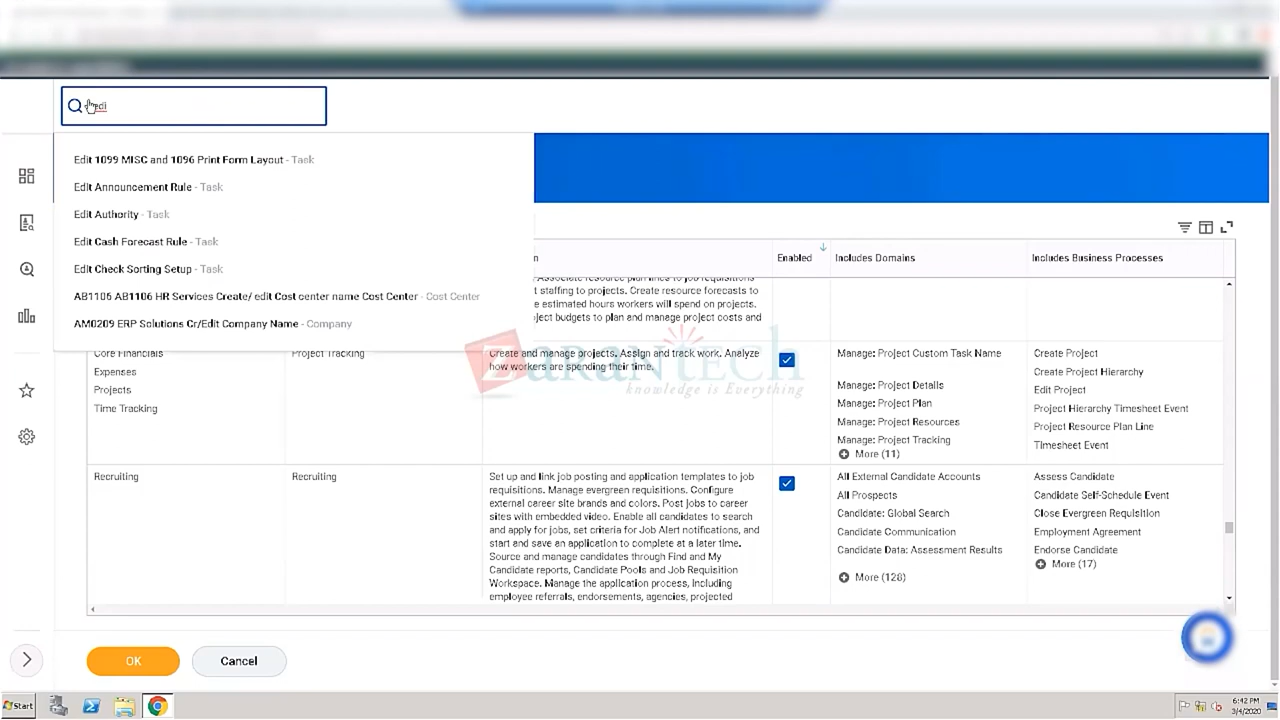 edi
Edit 1099 MISC and 1096 Print Form Layout - Task
Edit Announcement Rule - Task
Edit Authority - Task
Edit Cash Forecast Rule - Task
Edit Check Sorting Setup - Task
AB1106 AB1106 HR Services Create/ edit Cost center name Cost Center - Cost Center
AM0209 ERP Solutions Cr/Edit Company Name - Company
n
Enabled
Includes Domains
Includes Business Processes
Associate resource plan lines to job requisitions
t staffing to projects. Create resource forecasts to
e estimated hours workers will spend on projects.
ject budgets to plan and manage project costs and
Core Financials
Expenses
Projects
Time Tracking
Project Tracking
Create and manage projects. Assign and track work. Analyze
how workers are spending their time.
Manage: Project Custom Task Name
Manage: Project Details
Manage: Project Plan
Manage: Project Resources
Manage: Project Tracking
More (11)
Create Project
Create Project Hierarchy
Edit Project
Project Hierarchy Timesheet Event
Project Resource Plan Line
Timesheet Event
ZaranTech
knowledge is Everything
Recruiting
Recruiting
Set up and link job posting and application templates to job
requisitions. Manage evergreen requisitions. Configure
external career site brands and colors. Post jobs to career
sites with embedded video. Enable all candidates to search
and apply for jobs, set criteria for Job Alert notifications, and
start and save an application to complete at a later time.
Source and manage candidates through Find and My
Candidate reports, Candidate Pools and Job Requisition
Workspace. Manage the application process, including
employee referrals, endorsements, agencies, projected
All External Candidate Accounts
All Prospects
Candidate: Global Search
Candidate Communication
Candidate Data: Assessment Results
More (128)
Assess Candidate
Candidate Self-Schedule Event
Close Evergreen Requisition
Employment Agreement
Endorse Candidate
More (17)
OK
Cancel
Start
6:42 PM
3/4/2020